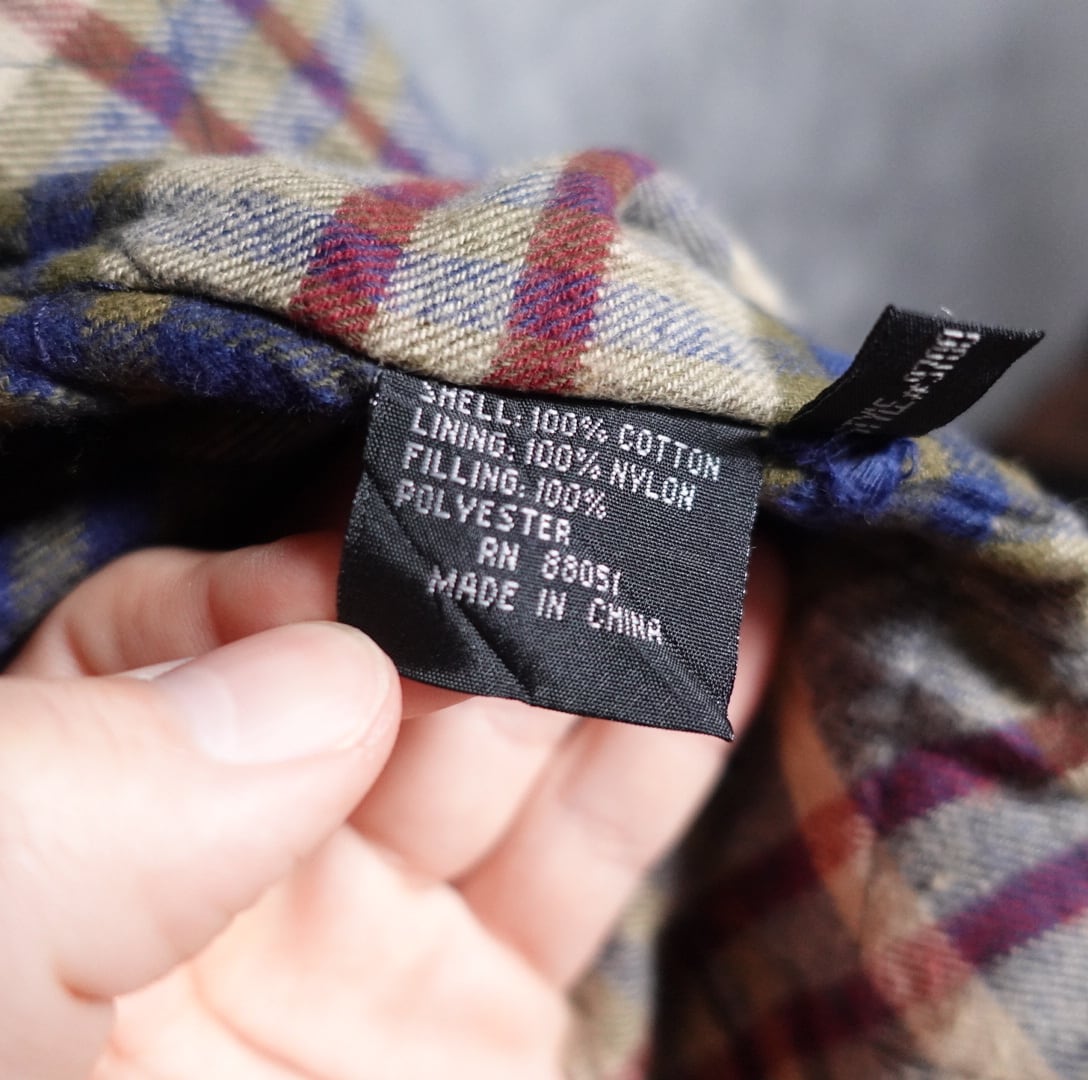 SHELL: 100% COTTON
LINING: 100% NYLON
FILLING: 100%
POLYESTER
RN 88051
MADE IN CHINA